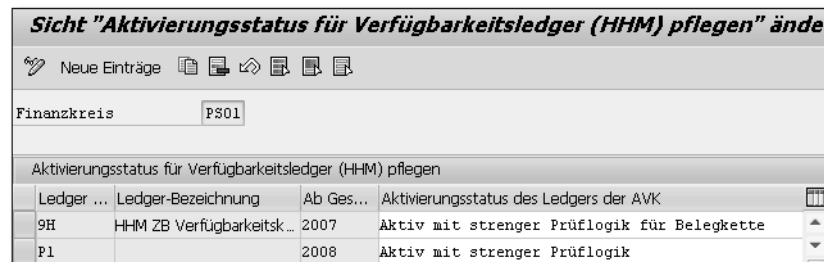 Sicht "Aktivierungsstatus für Verfügbarkeitsledger (HHM) pflegen" ände
Neue Einträge
Finanzkreis PS01
Aktivierungsstatus für Verfügbarkeitsledger (HHM) pflegen
Ledger ... Ledger-Bezeichnung Ab Ges... Aktivierungsstatus des Ledgers der AVK
9H HHM ZB Verfügbarkeitsk... 2007 Aktiv mit strenger Prüflogik für Belegkette
P1 2008 Aktiv mit strenger Prüflogik